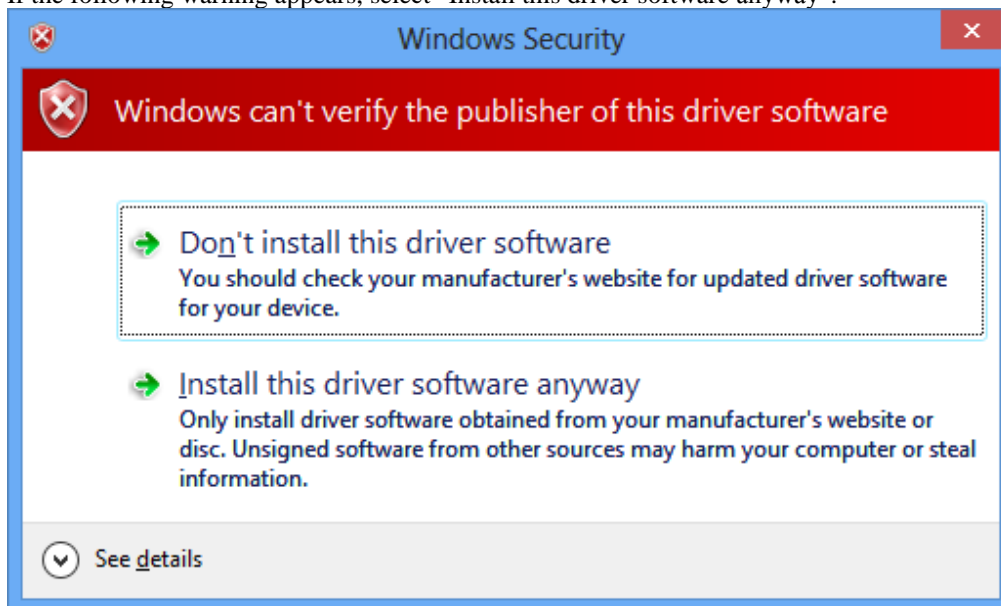 If the following warning appears, select "Install this driver software anyway".
Windows Security
Windows can't verify the publisher of this driver software
Don't install this driver software
You should check your manufacturer's website for updated driver software
for your device.
Install this driver software anyway
Only install driver software obtained from your manufacturer's website or
disc. Unsigned software from other sources may harm your computer or steal
information.
See details